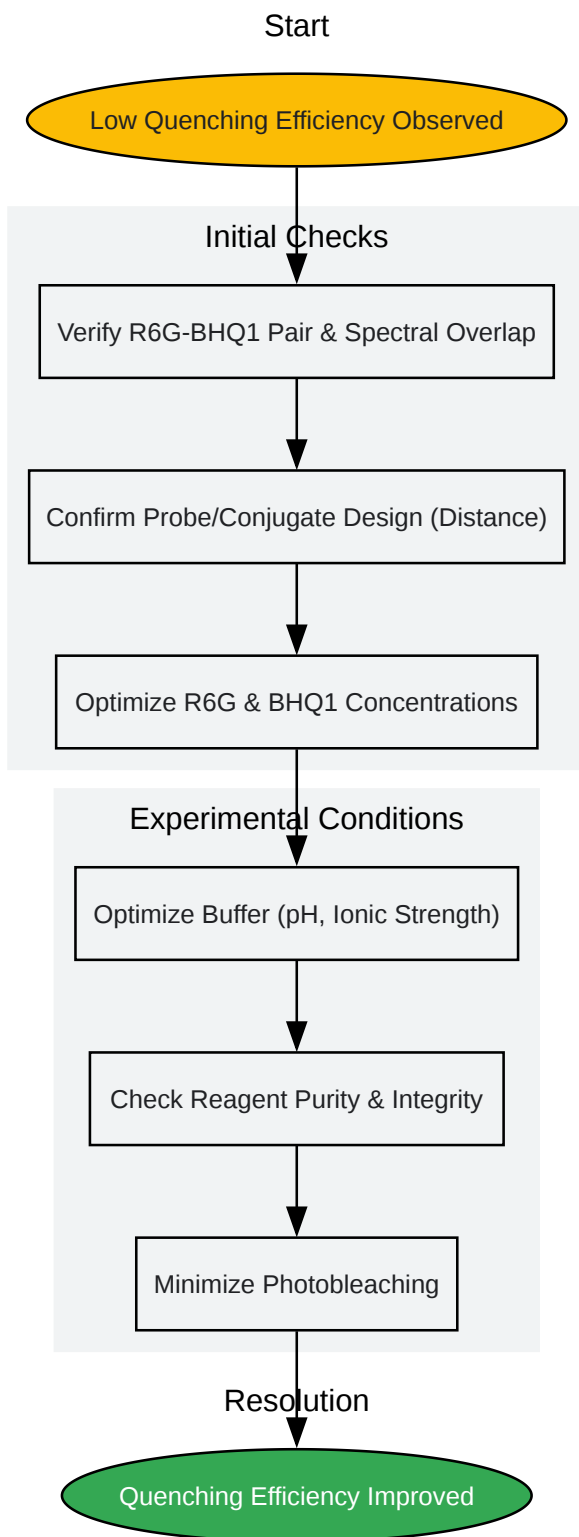 Start
Low Quenching Efficiency Observed
Initial Checks
Verify R6G-BHQ1 Pair & Spectral Overlap
Confirm Probe/Conjugate Design (Distance)
Optimize R6G & BHQ1 Concentrations
Experimental Conditions
Optimize Buffer (pH, Ionic Strength)
Check Reagent Purity & Integrity
Minimize Photobleaching
Resolution
Quenching Efficiency Improved